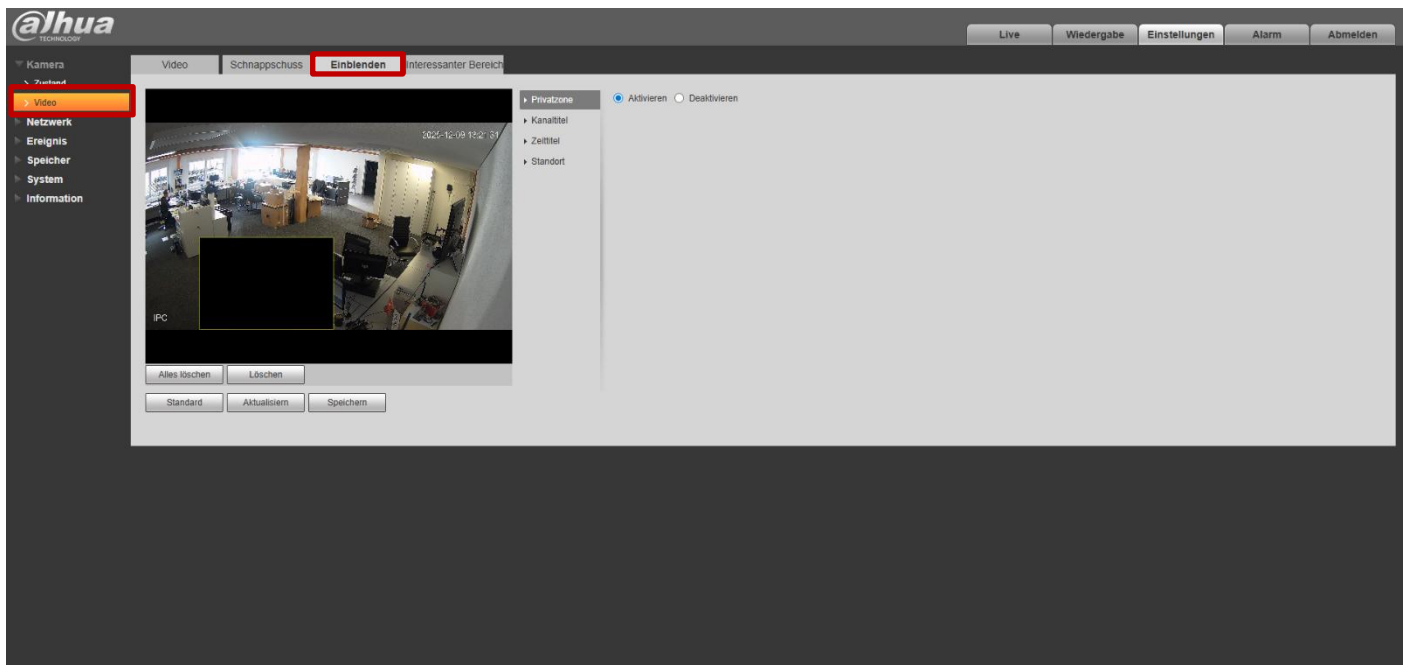 alhua
TECHNOLOGY
Live Wiedergabe Einstellungen Alarm Abmelden
Kamera
Zustand
Video
Netzwerk
Ereignis
Speicher
System
Information
Video Schnappschuss Einblenden Interessanter Bereich
IPC
Privatzone
Kanaltitel
Zeittitel
Standort
Aktivieren Deaktivieren
Alles löschen Löschen
Standard Aktualisiern Speichern